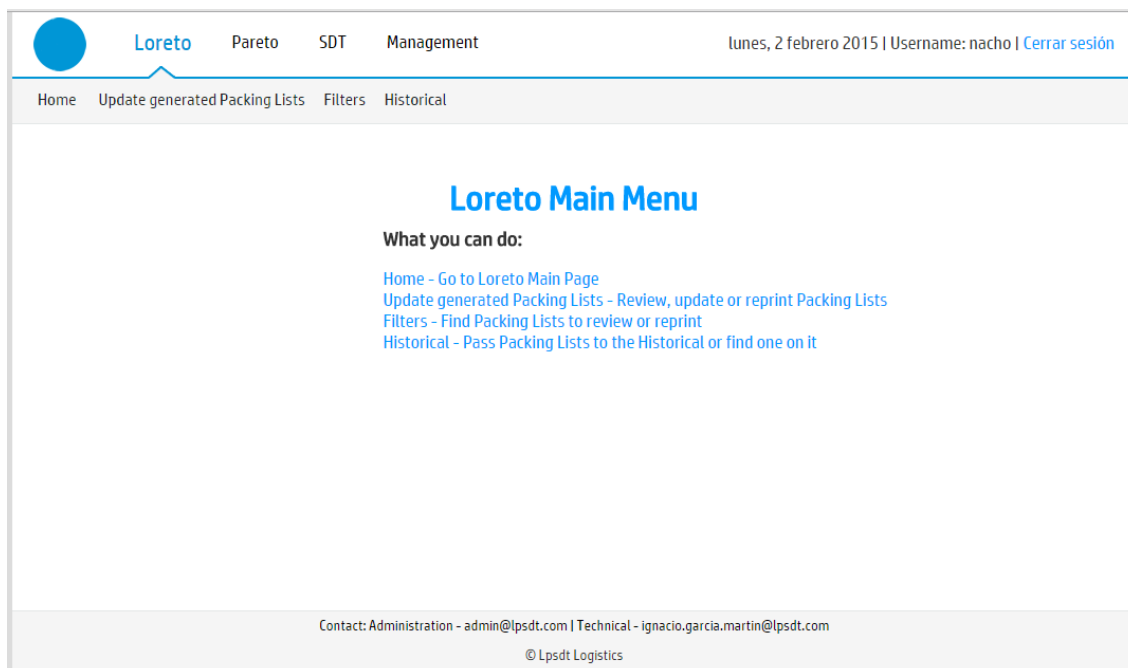 Loreto Pareto SDT Management lunes, 2 febrero 2015 | Username: nacho | Cerrar sesión
Home Update generated Packing Lists Filters Historical
Loreto Main Menu
What you can do:
Home - Go to Loreto Main Page
Update generated Packing Lists - Review, update or reprint Packing Lists
Filters - Find Packing Lists to review or reprint
Historical - Pass Packing Lists to the Historical or find one on it
Contact: Administration - admin@lpsdt.com | Technical - ignacio.garcia.martin@lpsdt.com
© Lpsdt Logistics